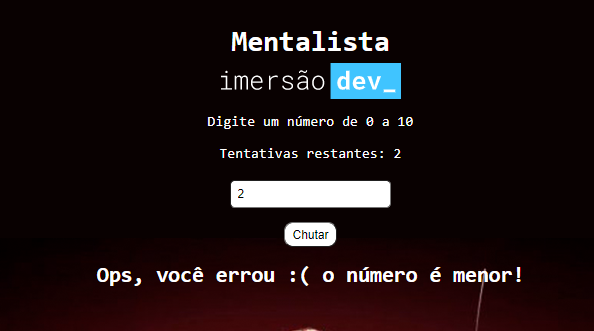 Mentalista
imersão dev_
Digite um número de 0 a 10
Tentativas restantes: 2
2
Chutar
Ops, você errou :( o número é menor!